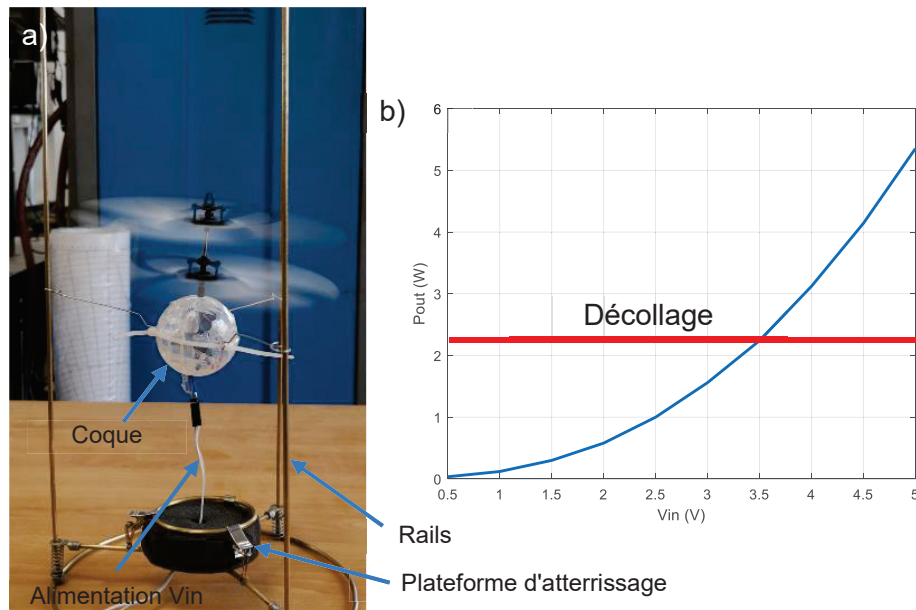 a)
Coque
Alimentation Vin
Rails
Plateforme d'atterrissage
b)
6
5
4
3
2
1
0
Pout (W)
Décollage
0.5 1 1.5 2 2.5 3 3.5 4 4.5 5
Vin (V)